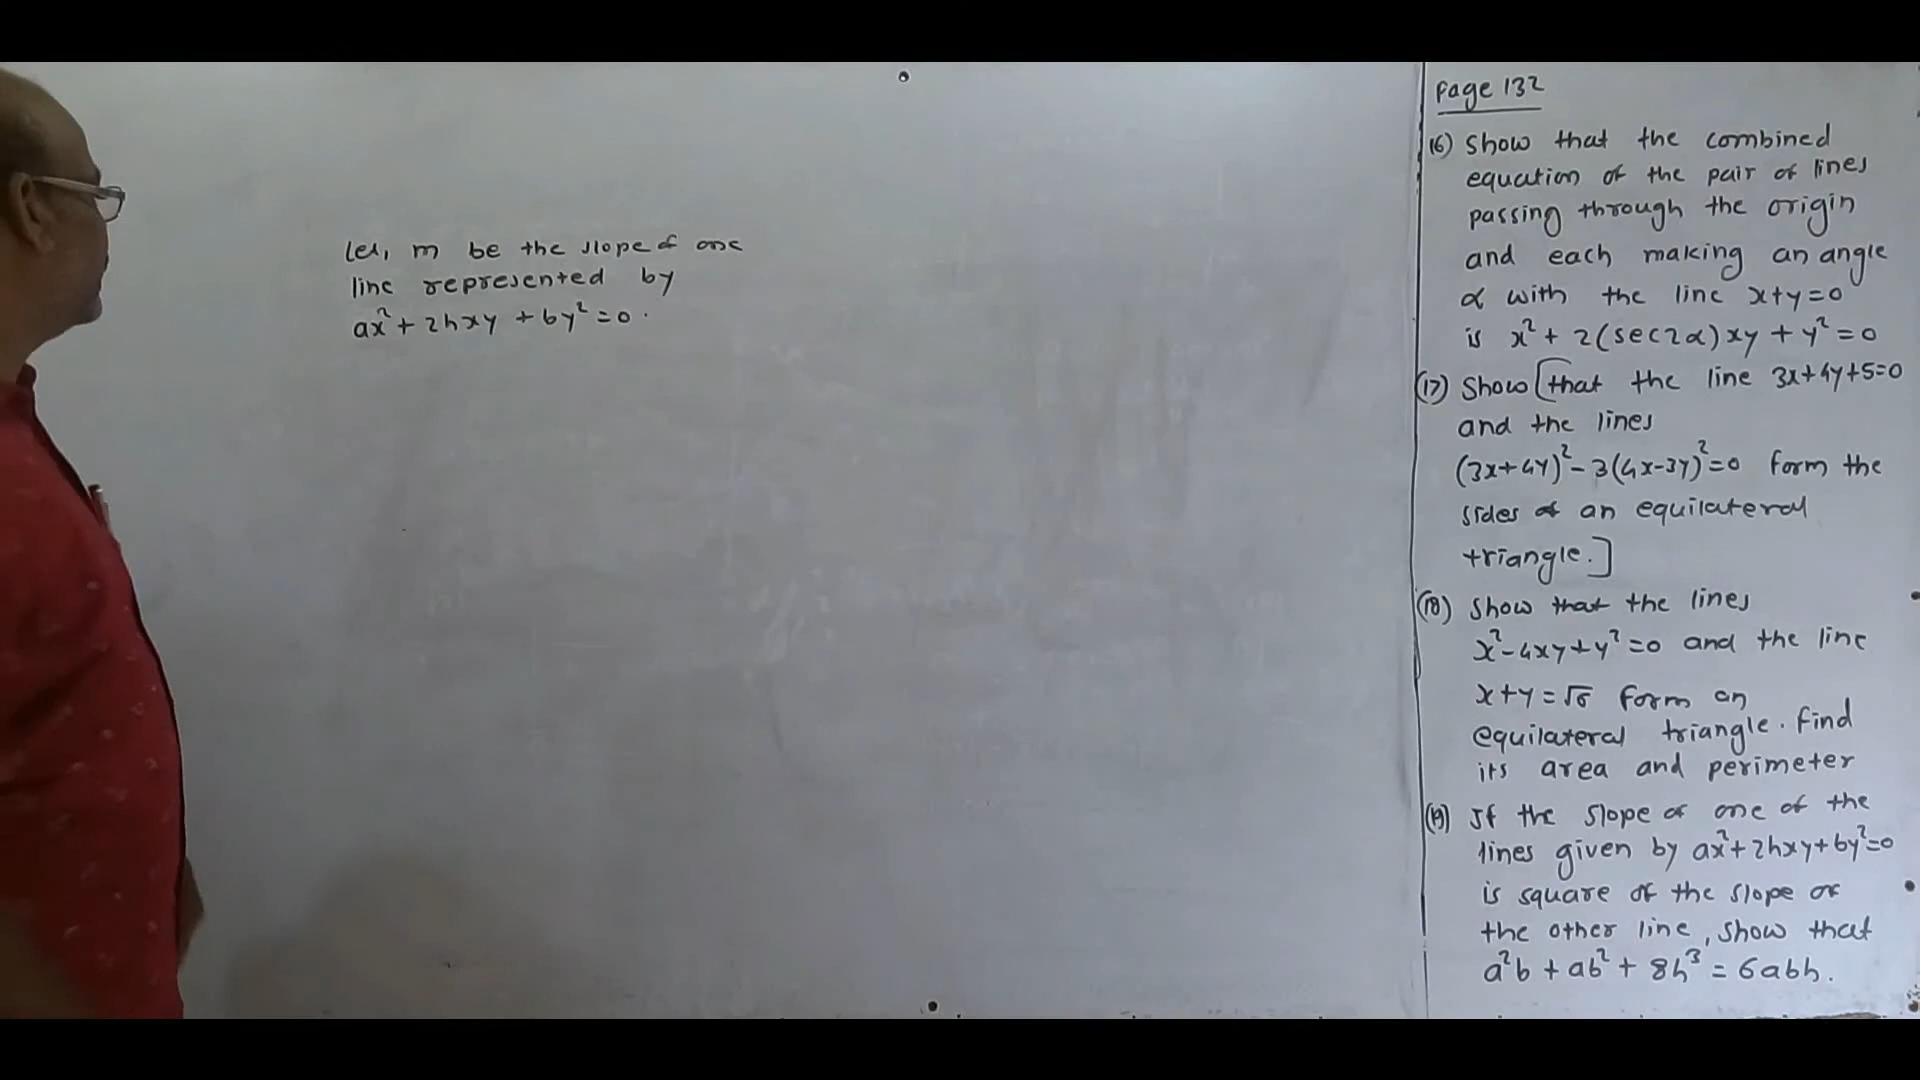 Let, m be the slope of one
line represented by
ax² + 2hxy + by² = 0.
Page 132
16) Show that the combined
equation of the pair of lines
passing through the origin
and each making an angle
α with the line x+y=0
is x² + 2(sec2α) xy + y² = 0
(17) Show [that the line 3x+4y+5=0
and the lines
(3x+4y)² - 3(4x-3y)² = 0 form the
sides of an equilateral
triangle.]
(18) Show that the lines
x² - 4xy + y² = 0 and the line
x+y = √6 form an
equilateral triangle. Find
its area and perimeter
(19) If the slope of one of the
lines given by ax² + 2hxy + by² = 0
is square of the slope of
the other line, show that
a²b + ab² + 8h³ = 6abh.